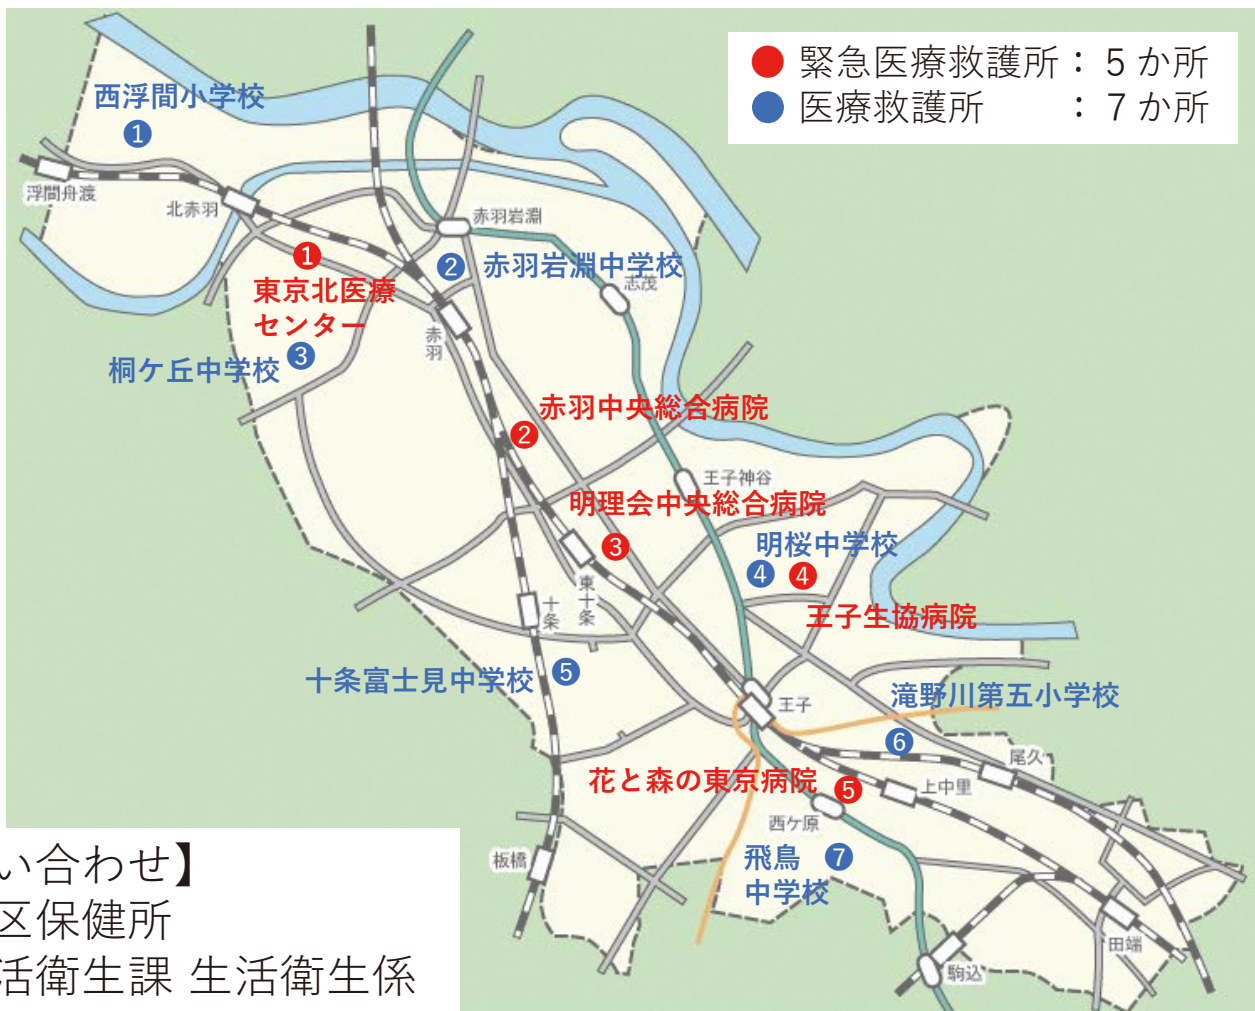 ● 緊急医療救護所：５か所
● 医療救護所　　：７か所
西浮間小学校
1
浮間舟渡
北赤羽
赤羽岩淵
1
2
赤羽岩淵中学校
志茂
東京北医療
センター
赤羽
3
桐ケ丘中学校
赤羽中央総合病院
2
王子神谷
明理会中央総合病院
3
明桜中学校
4
4
東十条
十条
王子生協病院
十条富士見中学校
5
王子
滝野川第五小学校
6
尾久
花と森の東京病院
5
上中里
西ケ原
板橋
飛鳥
中学校
7
田端
駒込
い合わせ】
区保健所
活衛生課 生活衛生係